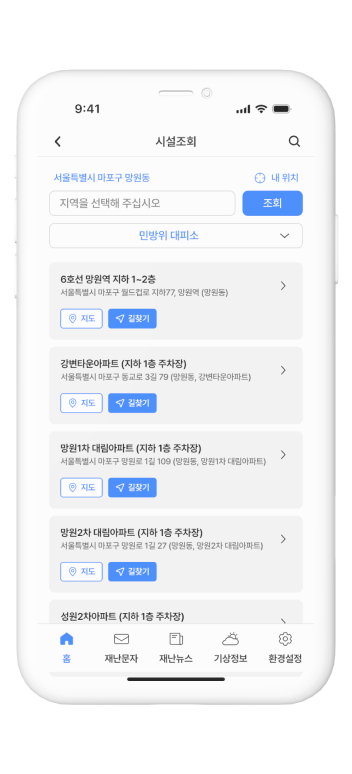 9:41
시설조회
서울특별시 마포구 망원동
내 위치
지역을 선택해 주십시오
조회
민방위 대피소
6호선 망원역 지하 1~2층
서울특별시 마포구 월드컵로 지하77, 망원역 (망원동)
지도 길찾기
강변타운아파트 (지하 1층 주차장)
서울특별시 마포구 동교로 3길 79 (망원동, 강변타운아파트)
지도 길찾기
망원1차 대림아파트 (지하 1층 주차장)
서울특별시 마포구 망원로 1길 109 (망원동, 망원1차 대림아파트)
지도 길찾기
망원2차 대림아파트 (지하 1층 주차장)
서울특별시 마포구 망원로 1길 27 (망원동, 망원2차 대림아파트)
지도 길찾기
성원2차아파트 (지하 1층 주차장)
홈 재난문자 재난뉴스 기상정보 환경설정